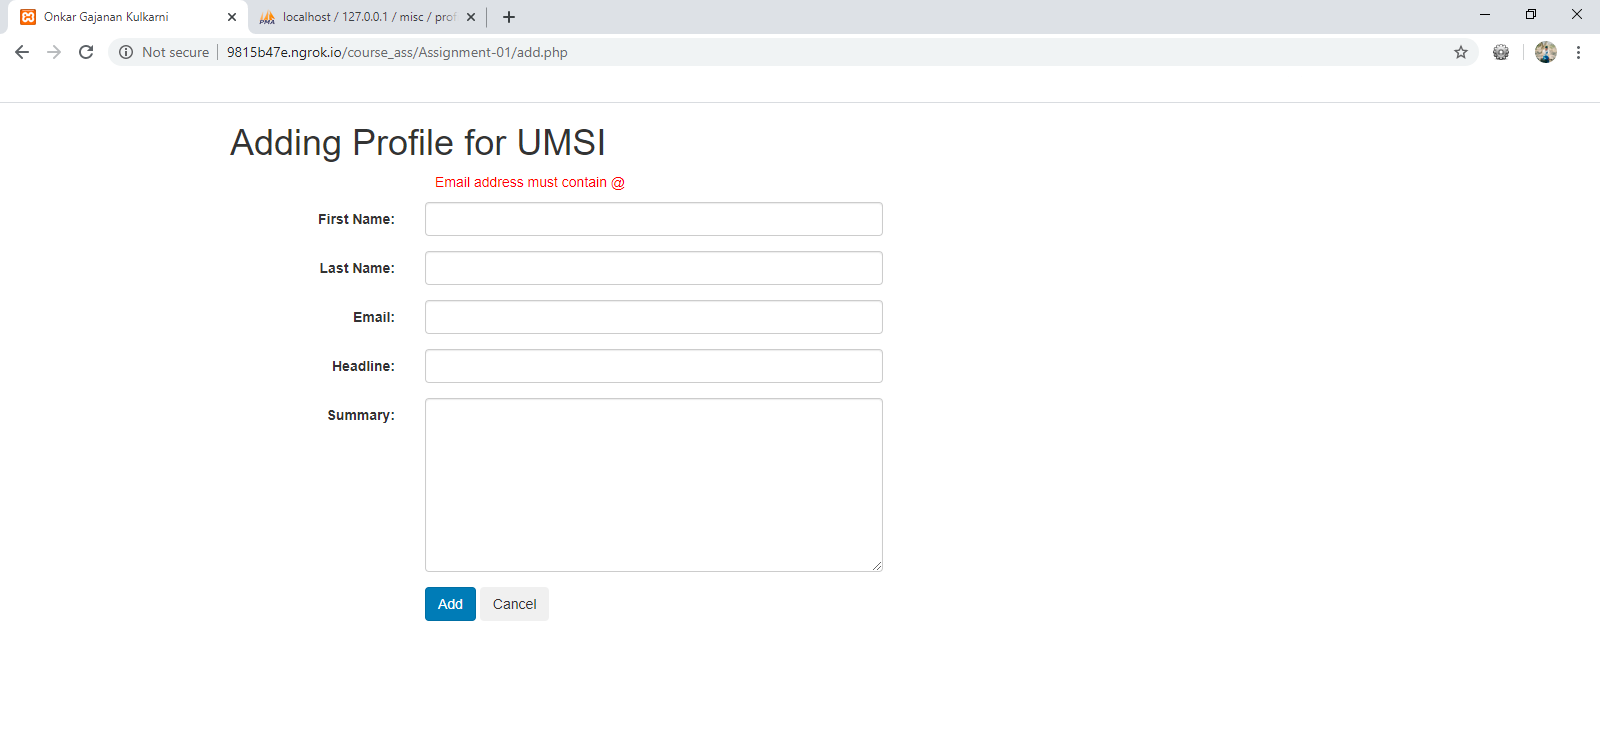 Onkar Gajanan Kulkarni
PMA localhost / 127.0.0.1 / misc / prof
Not secure 9815b47e.ngrok.io/course_ass/Assignment-01/add.php
Adding Profile for UMSI
Email address must contain @
First Name:
Last Name:
Email:
Headline:
Summary:
Add Cancel